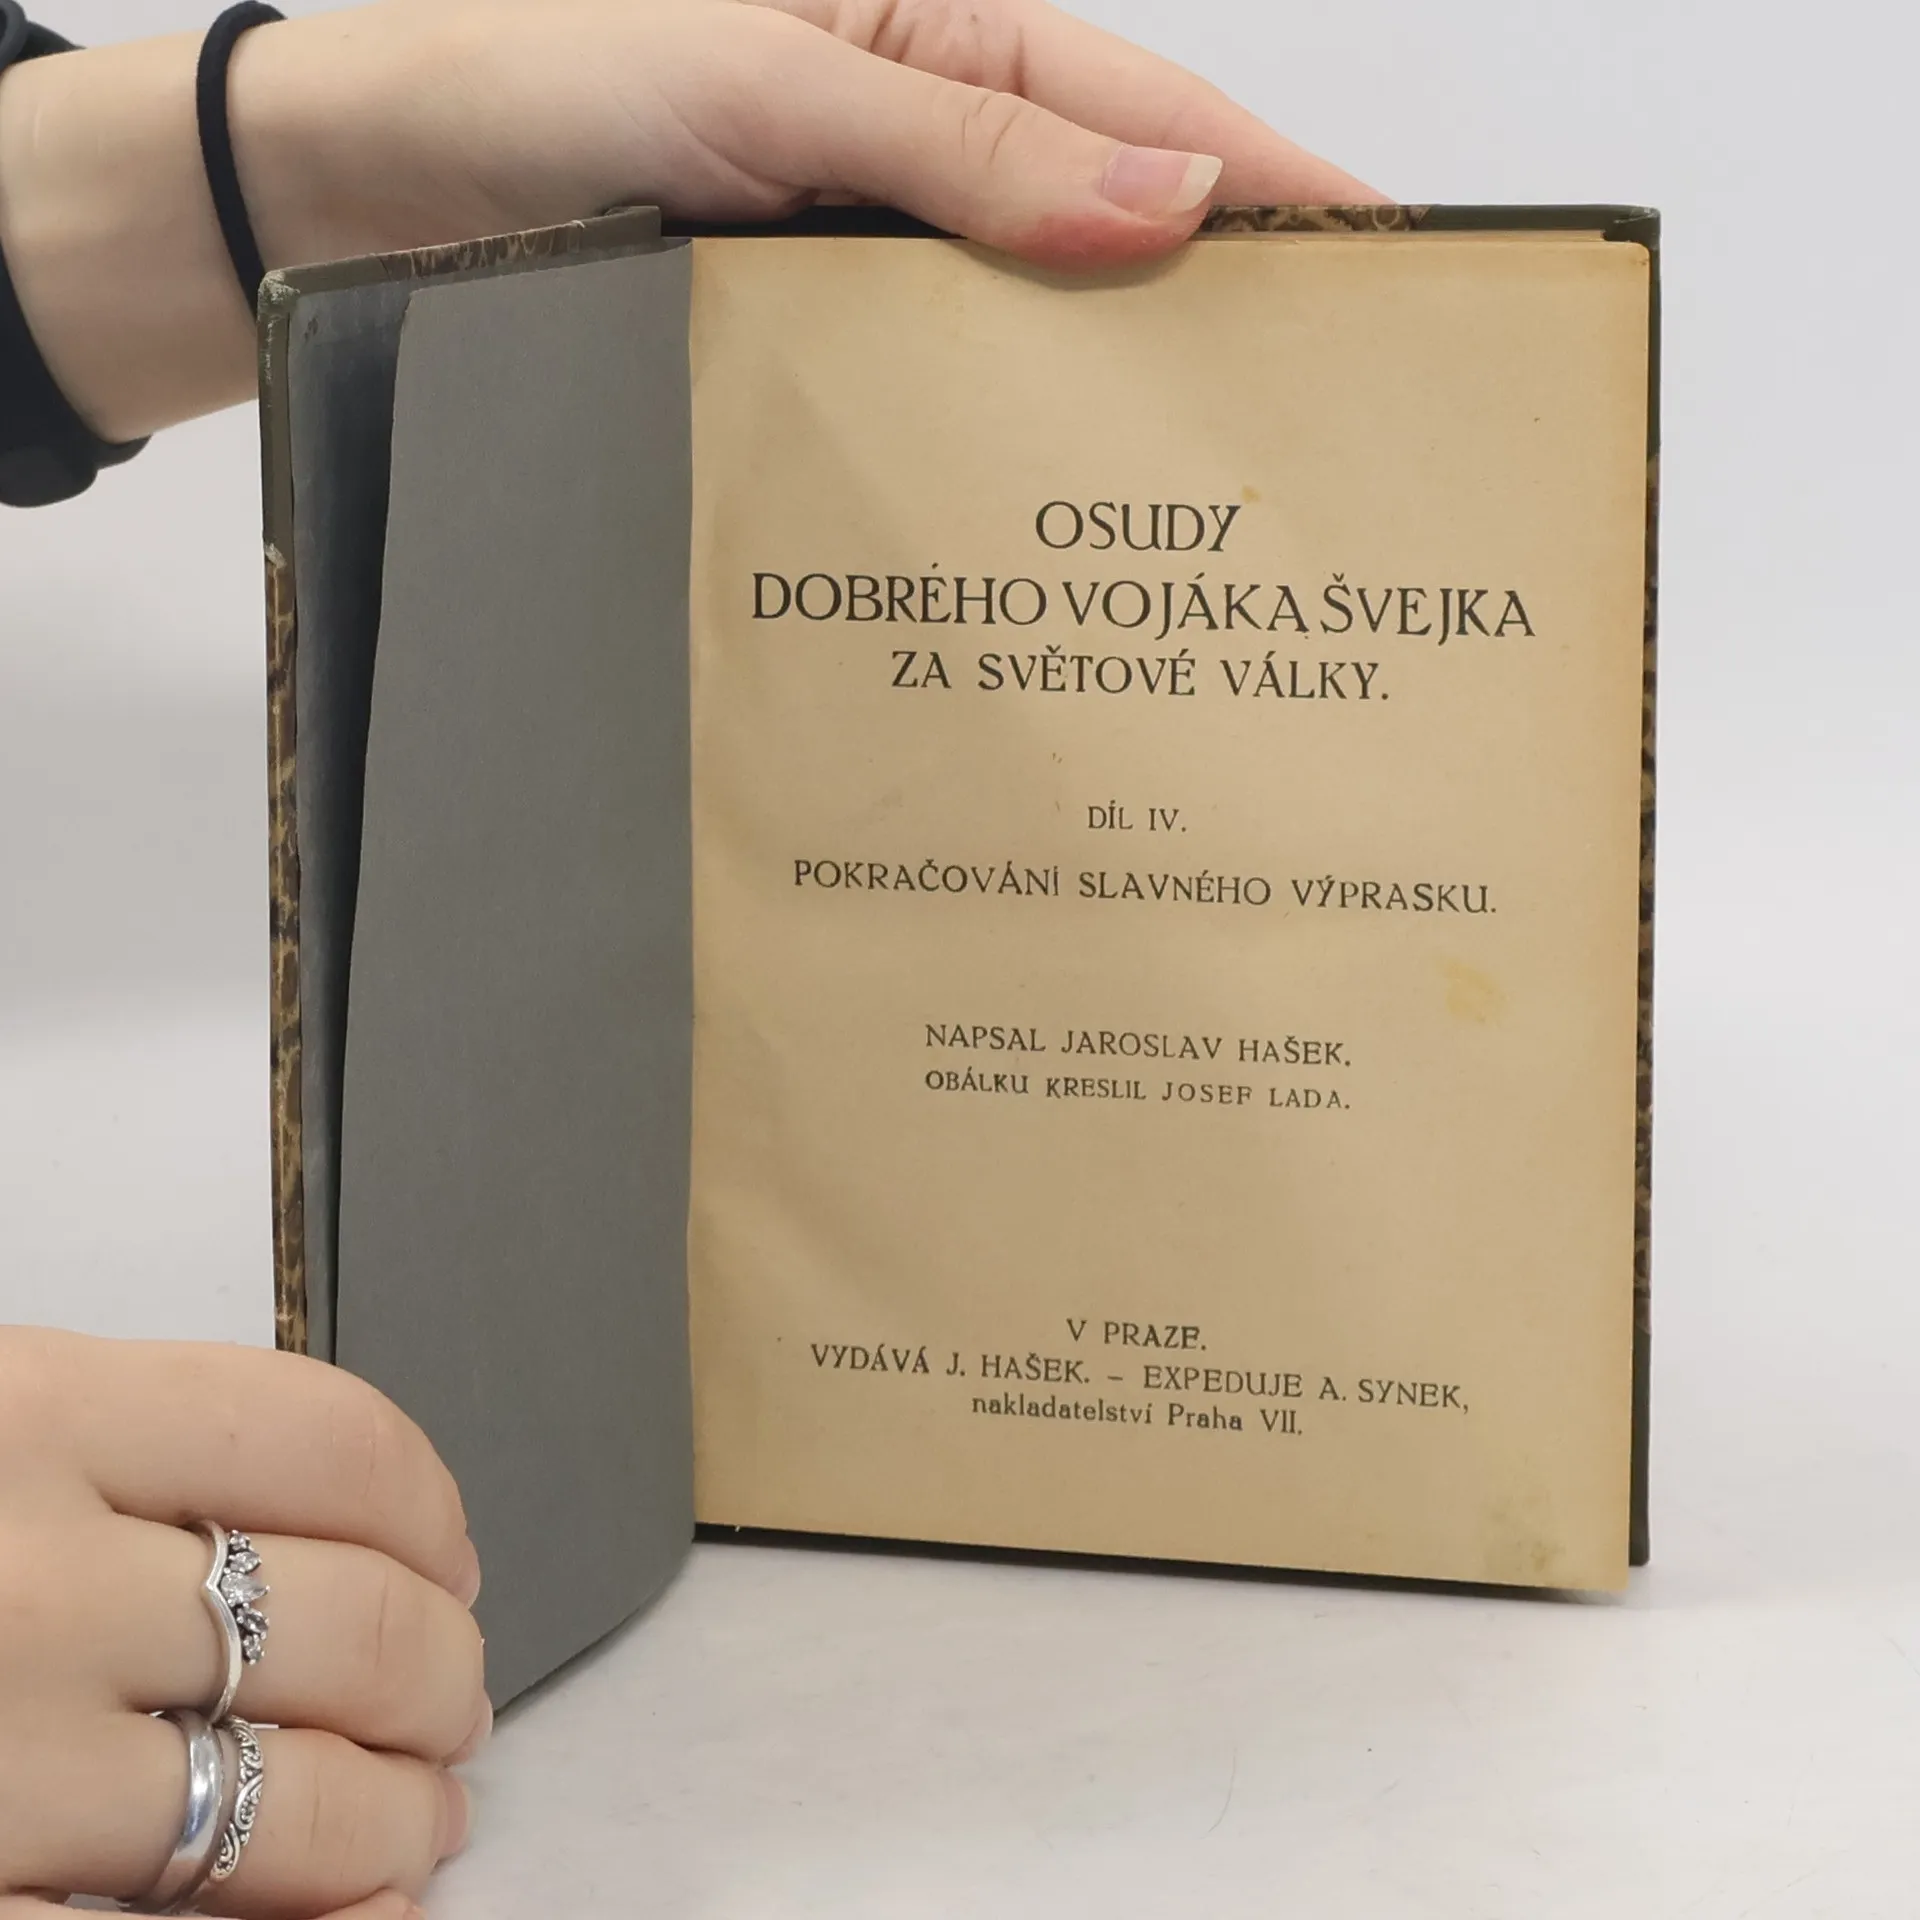 OSUDY
DOBRÉHO VOJÁKA ŠVEJKA
ZA SVĚTOVÉ VÁLKY.
DÍL IV.
POKRAČOVÁNÍ SLAVNÉHO VÝPRASKU.
NAPSAL JAROSLAV HAŠEK.
OBÁLKU KRESLIL JOSEF LADA.
V PRAZE.
VYDÁVÁ J. HAŠEK. – EXPEDUJE A. SYNEK,
nakladatelství Praha VII.